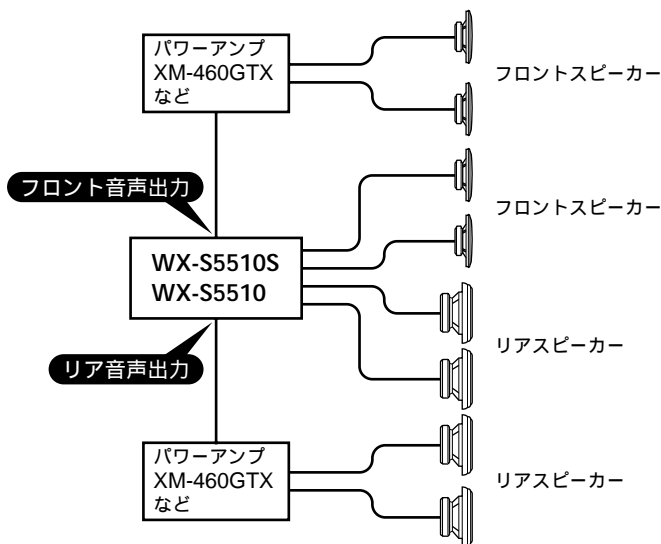 パワーアンプ
XM-460GTX
など
フロントスピーカー
フロント音声出力
フロントスピーカー
WX-S5510S
WX-S5510
リアスピーカー
リア音声出力
パワーアンプ
XM-460GTX
など
リアスピーカー